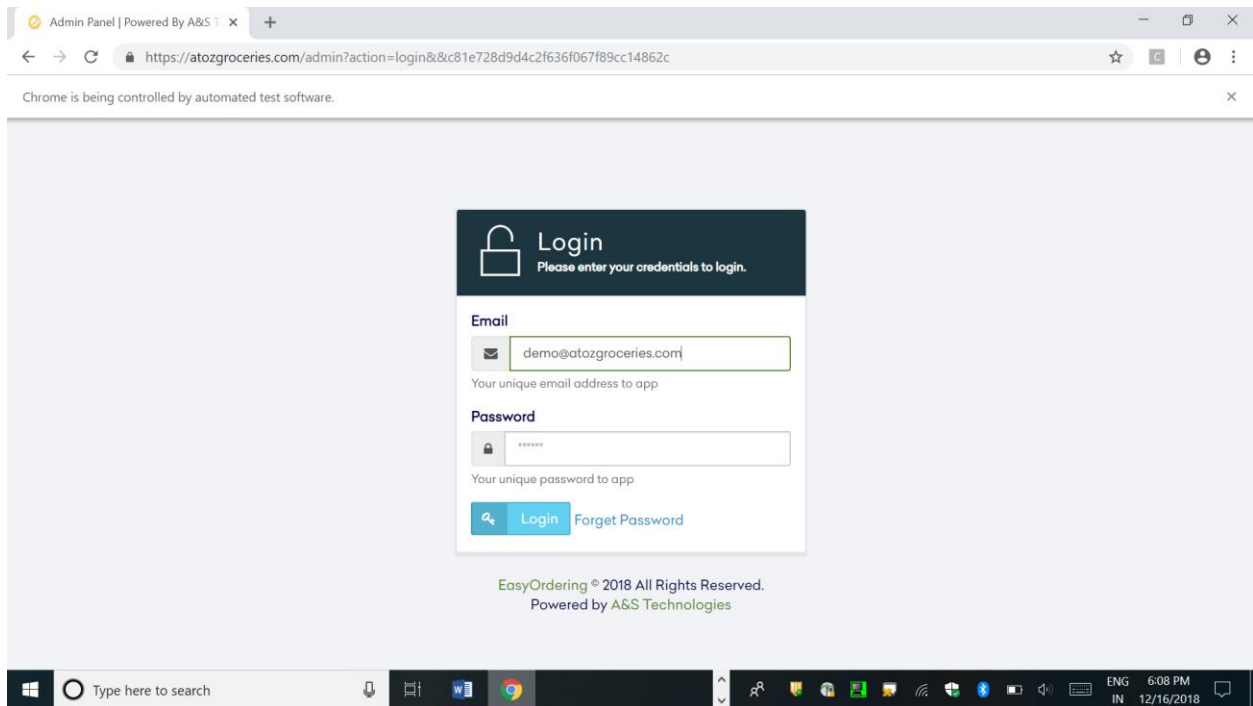 Admin Panel | Powered By A&S T
https://atozgroceries.com/admin?action=login&&c81e728d9d4c2f636f067f89cc14862c
Chrome is being controlled by automated test software.
Login
Please enter your credentials to login.
Email
demo@atozgroceries.com
Your unique email address to app
Password
******
Your unique password to app
Login Forget Password
EasyOrdering © 2018 All Rights Reserved.
Powered by A&S Technologies
Type here to search
ENG 6:08 PM
IN 12/16/2018